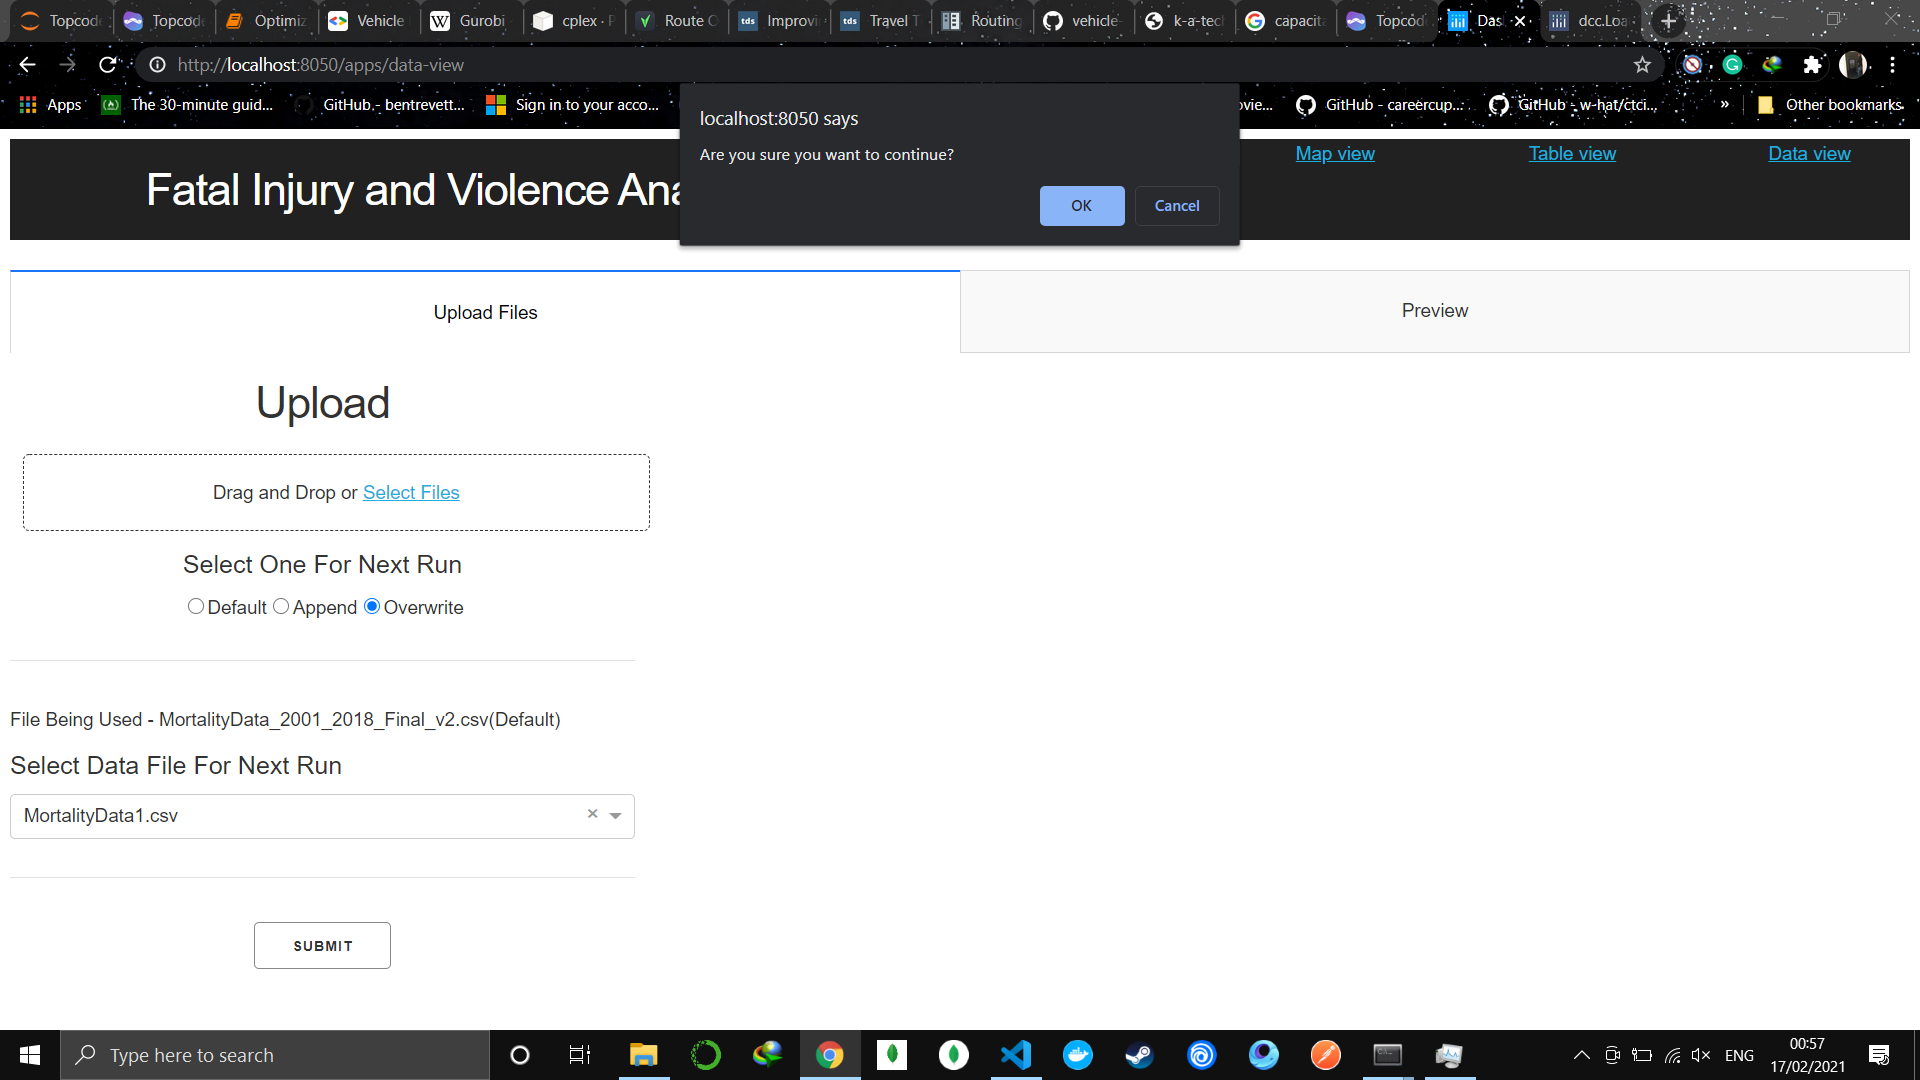 Topcod Topcod Optimiz Vehicle Gurobi cplex · Route O Improvi Travel T Routing vehicle- k-a-tech capacita Topcod Das dcc.Loa
http://localhost:8050/apps/data-view
Apps The 30-minute guid... GitHub - bentrevett... Sign in to your acco... ovie... GitHub - careercup... GitHub - w-hat/ctci... » Other bookmarks
localhost:8050 says
Are you sure you want to continue?
OK Cancel
Fatal Injury and Violence Ana
Map view Table view Data view
Upload Files Preview
Upload
Drag and Drop or Select Files
Select One For Next Run
Default Append Overwrite
File Being Used - MortalityData_2001_2018_Final_v2.csv(Default)
Select Data File For Next Run
MortalityData1.csv
SUBMIT
Type here to search
ENG
00:57
17/02/2021